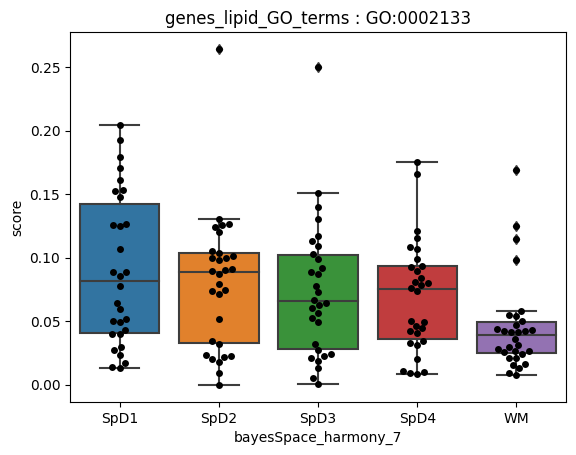 genes_lipid_GO_terms : GO:0002133
score
0.25
0.20
0.15
0.10
0.05
0.00
SpD1 SpD2 SpD3 SpD4 WM
bayesSpace_harmony_7